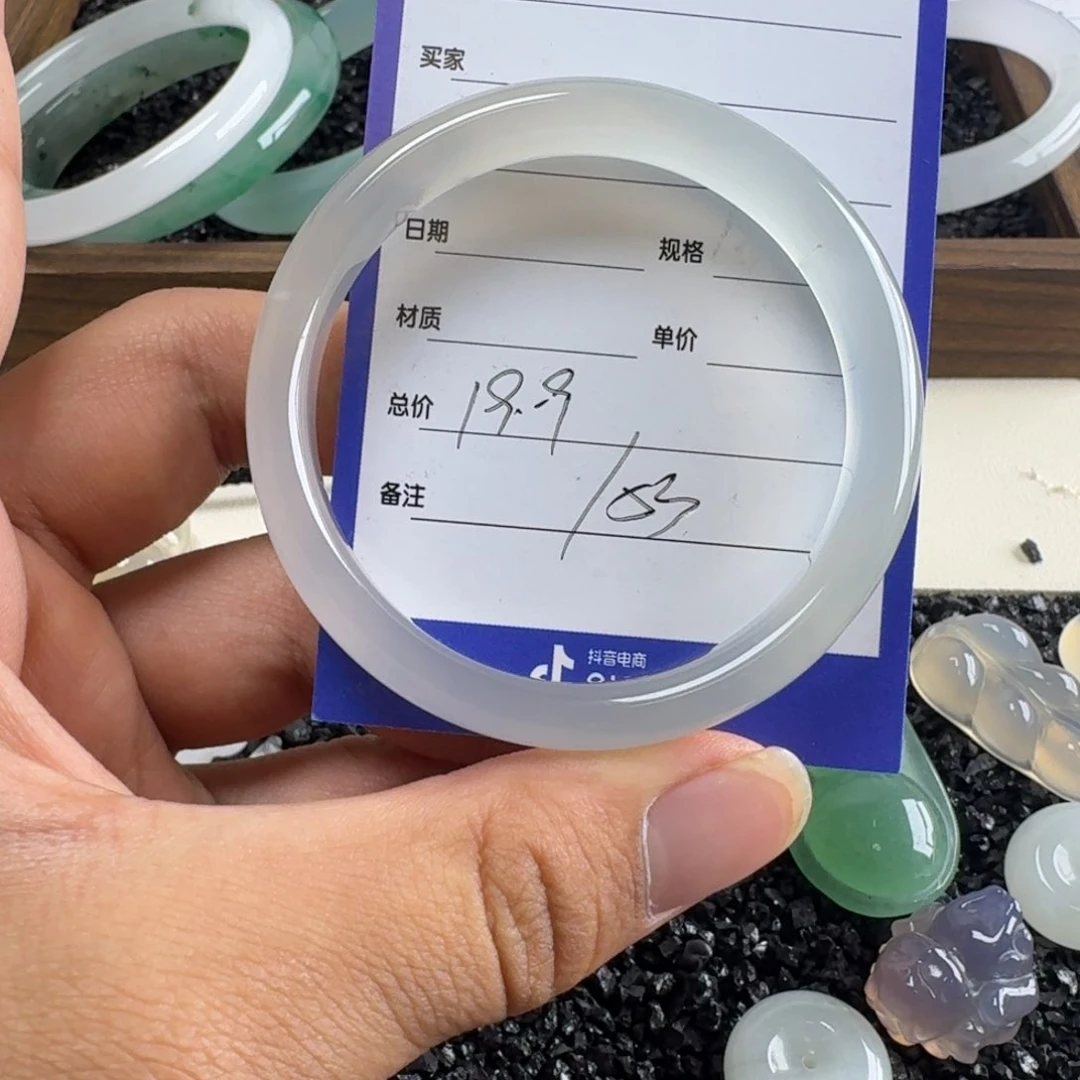 买家
日期 规格
材质 单价
总价 19.9
备注
抖音电商